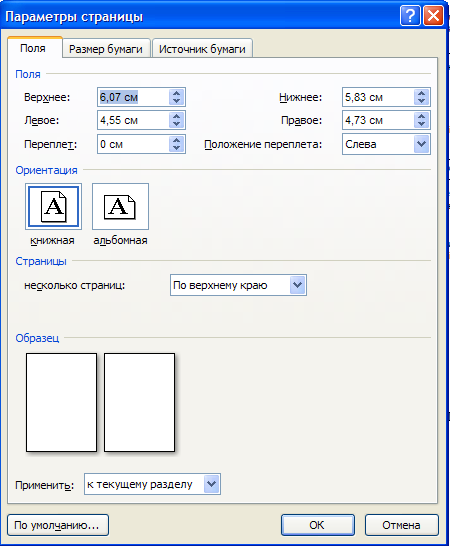 Параметры страницы
Поля Размер бумаги Источник бумаги
Поля
Верхнее: 6,07 см Нижнее: 5,83 см
Левое: 4,55 см Правое: 4,73 см
Переплет: 0 см Положение переплета: Слева
Ориентация
A A
книжная альбомная
Страницы
несколько страниц: По верхнему краю
Образец
Применить: к текущему разделу
По умолчанию... ОК Отмена